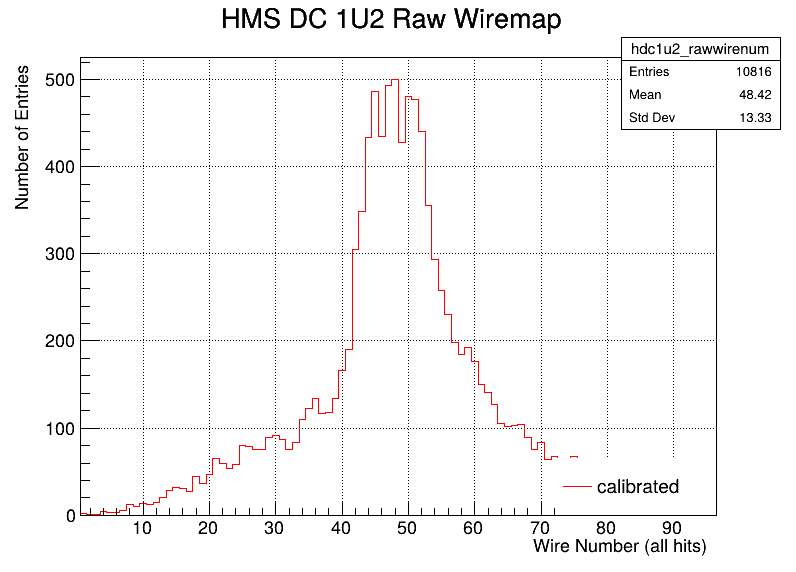 HMS DC 1U2 Raw Wiremap
hdc1u2_rawwirenum
Entries 10816
Mean 48.42
Std Dev 13.33
Number of Entries
500
400
300
200
100
0
calibrated
10 20 30 40 50 60 70 80 90
Wire Number (all hits)